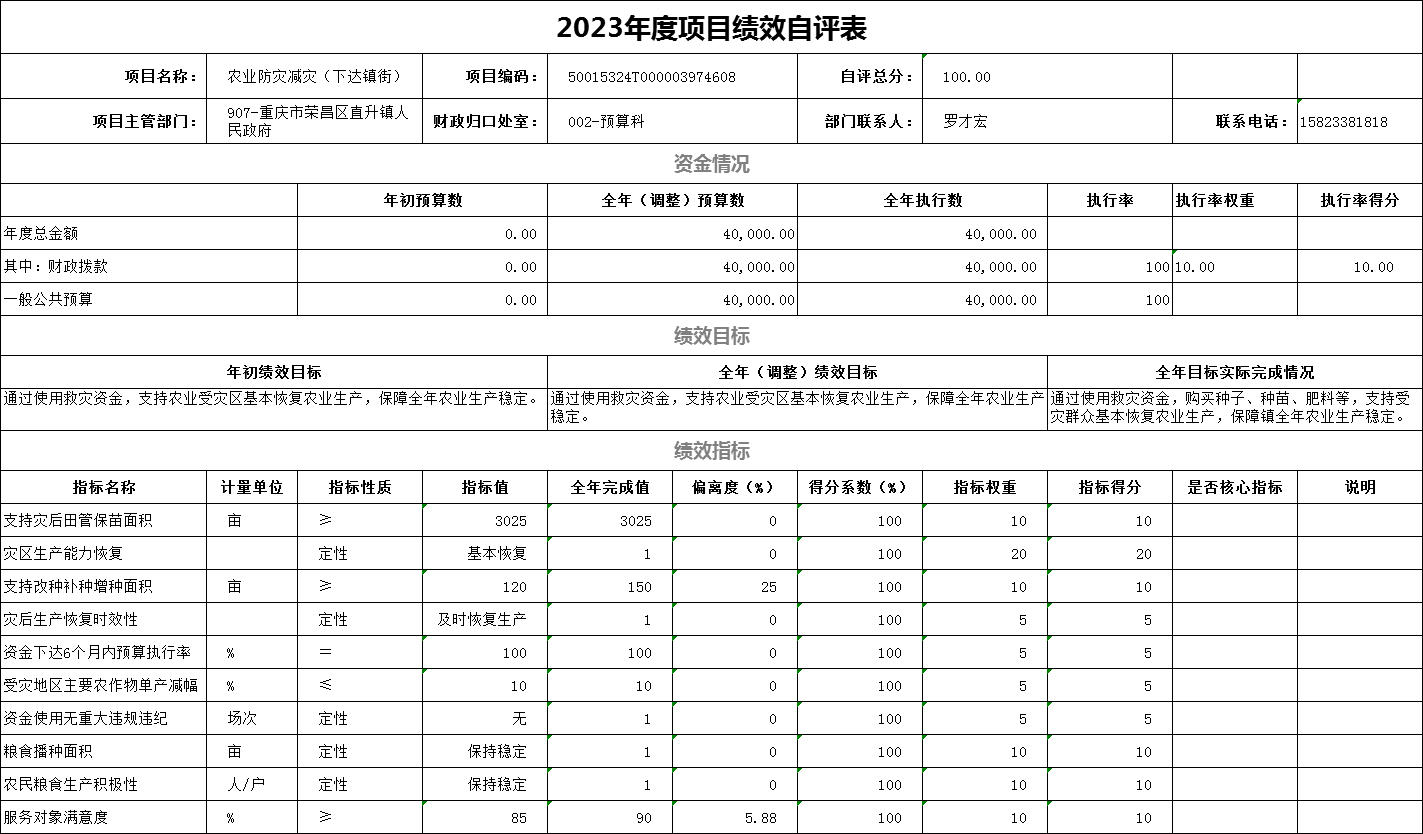 2023年度项目绩效自评表
项目名称： 农业防灾减灾（下达镇街） 项目编码： 50015324T000003974608 自评总分： 100.00
项目主管部门： 907-重庆市荣昌区直升镇人民政府 财政归口处室： 002-预算科 部门联系人： 罗才宏 联系电话： 15823381818
资金情况
年初预算数 全年（调整）预算数 全年执行数 执行率 执行率权重 执行率得分
年度总金额 0.00 40,000.00 40,000.00
其中：财政拨款 0.00 40,000.00 40,000.00 100 10.00 10.00
一般公共预算 0.00 40,000.00 40,000.00 100
绩效目标
年初绩效目标 全年（调整）绩效目标 全年目标实际完成情况
通过使用救灾资金，支持农业受灾区基本恢复农业生产，保障全年农业生产稳定。 通过使用救灾资金，支持农业受灾区基本恢复农业生产，保障全年农业生产稳定。 通过使用救灾资金，购买种子、种苗、肥料等，支持受灾群众基本恢复农业生产，保障镇全年农业生产稳定。
绩效指标
指标名称 计量单位 指标性质 指标值 全年完成值 偏离度（%） 得分系数（%） 指标权重 指标得分 是否核心指标 说明
支持灾后田管保苗面积 亩 ≥ 3025 3025 0 100 10 10
灾区生产能力恢复 定性 基本恢复 1 0 100 20 20
支持改种补种增种面积 亩 ≥ 120 150 25 100 10 10
灾后生产恢复时效性 定性 及时恢复生产 1 0 100 5 5
资金下达6个月内预算执行率 % ＝ 100 100 0 100 5 5
受灾地区主要农作物单产减幅 % ≤ 10 10 0 100 5 5
资金使用无重大违规违纪 场次 定性 无 1 0 100 5 5
粮食播种面积 亩 定性 保持稳定 1 0 100 10 10
农民粮食生产积极性 人/户 定性 保持稳定 1 0 100 10 10
服务对象满意度 % ≥ 85 90 5.88 100 10 10